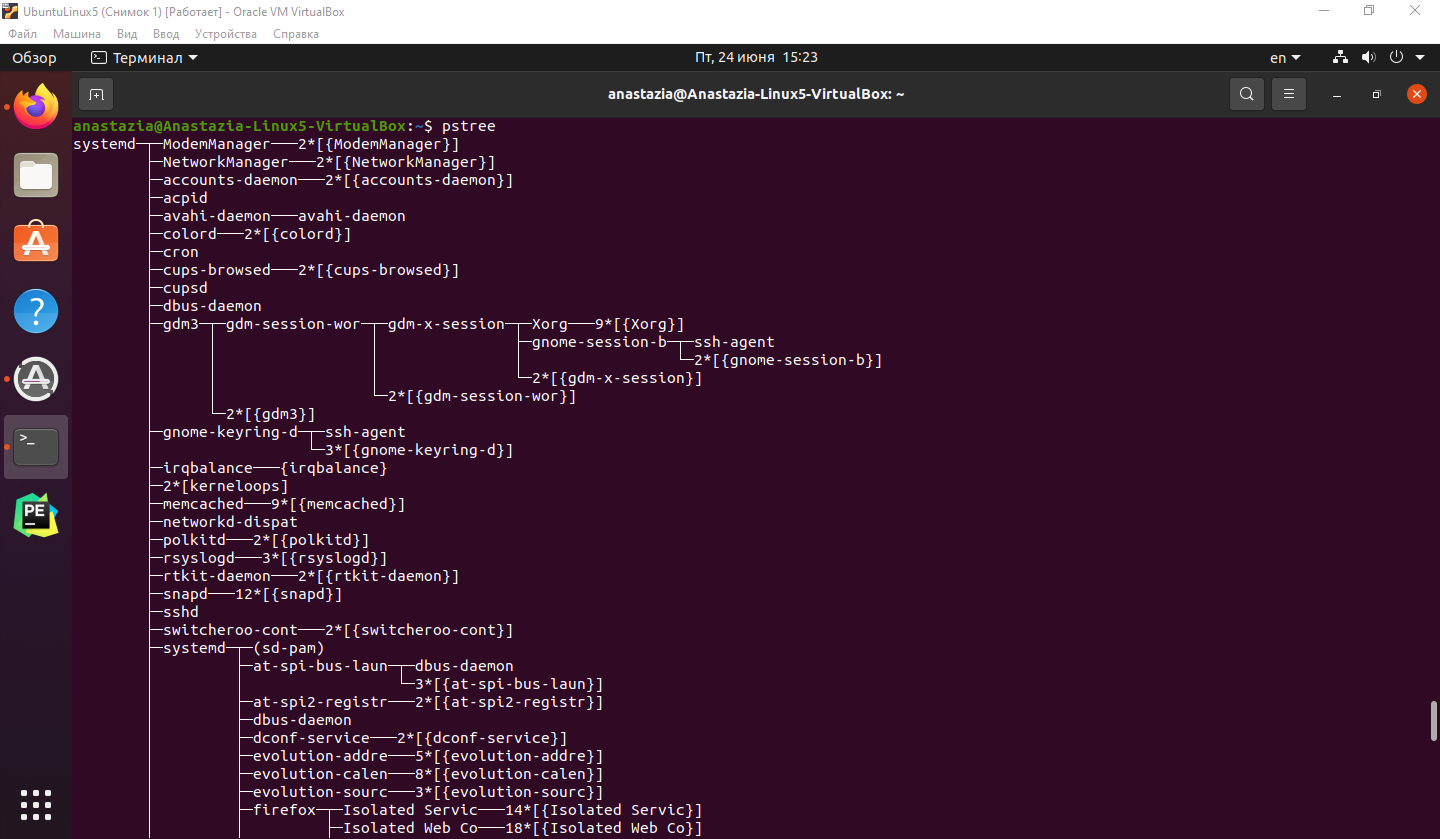 UbuntuLinux5 (Снимок 1) [Работает] - Oracle VM VirtualBox
Файл Машина Вид Ввод Устройства Справка
Обзор Терминал Пт, 24 июня 15:23 en
anastazia@Anastazia-Linux5-VirtualBox: ~
anastazia@Anastazia-Linux5-VirtualBox:~$ pstree
systemd─┬─ModemManager───2*[{ModemManager}]
        ├─NetworkManager───2*[{NetworkManager}]
        ├─accounts-daemon───2*[{accounts-daemon}]
        ├─acpid
        ├─avahi-daemon───avahi-daemon
        ├─colord───2*[{colord}]
        ├─cron
        ├─cups-browsed───2*[{cups-browsed}]
        ├─cupsd
        ├─dbus-daemon
        ├─gdm3─┬─gdm-session-wor─┬─gdm-x-session─┬─Xorg───9*[{Xorg}]
        │      │                 │               ├─gnome-session-b─┬─ssh-agent
        │      │                 │               │                 └─2*[{gnome-session-b}]
        │      │                 │               └─2*[{gdm-x-session}]
        │      │                 └─2*[{gdm-session-wor}]
        │      └─2*[{gdm3}]
        ├─gnome-keyring-d─┬─ssh-agent
        │                 └─3*[{gnome-keyring-d}]
        ├─irqbalance───{irqbalance}
        ├─2*[kerneloops]
        ├─memcached───9*[{memcached}]
        ├─networkd-dispat
        ├─polkitd───2*[{polkitd}]
        ├─rsyslogd───3*[{rsyslogd}]
        ├─rtkit-daemon───2*[{rtkit-daemon}]
        ├─snapd───12*[{snapd}]
        ├─sshd
        ├─switcheroo-cont───2*[{switcheroo-cont}]
        ├─systemd─┬─(sd-pam)
        │         ├─at-spi-bus-laun─┬─dbus-daemon
        │         │                 └─3*[{at-spi-bus-laun}]
        │         ├─at-spi2-registr───2*[{at-spi2-registr}]
        │         ├─dbus-daemon
        │         ├─dconf-service───2*[{dconf-service}]
        │         ├─evolution-addre───5*[{evolution-addre}]
        │         ├─evolution-calen───8*[{evolution-calen}]
        │         ├─evolution-sourc───3*[{evolution-sourc}]
        │         ├─firefox─┬─Isolated Servic───14*[{Isolated Servic}]
        │         │         ├─Isolated Web Co───18*[{Isolated Web Co}]
?
>_
PE